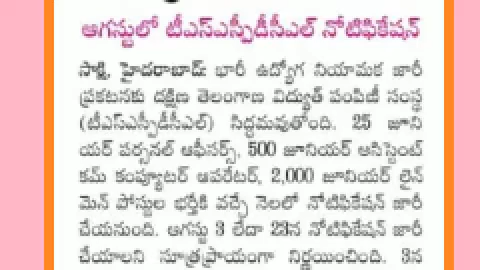 ఆగస్టులో టీఎస్ఎస్పీడీసీఎల్ నోటిఫికేషన్
సాక్షి, హైదరాబాద్: భారీ ఉద్యోగ నియామక జారీ
ప్రకటనకు దక్షిణ తెలంగాణ విద్యుత్ పంపిణీ సంస్థ
(టీఎస్ఎస్పీడీసీఎల్) సిద్ధమవుతోంది. 25 జూని
యర్ పర్సనల్ ఆఫీసర్స్, 500 జూనియర్ అసిస్టెంట్
కమ్ కంప్యూటర్ ఆపరేటర్, 2,000 జూనియర్ లైన్
మెన్ పోస్టుల భర్తీకి వచ్చే నెలలో నోటిఫికేషన్ జారీ
చేయనుంది. ఆగస్టు 3 లేదా 23న నోటిఫికేషన్ జారీ
చేయాలని సూత్రప్రాయంగా నిర్ణయించింది. 3న